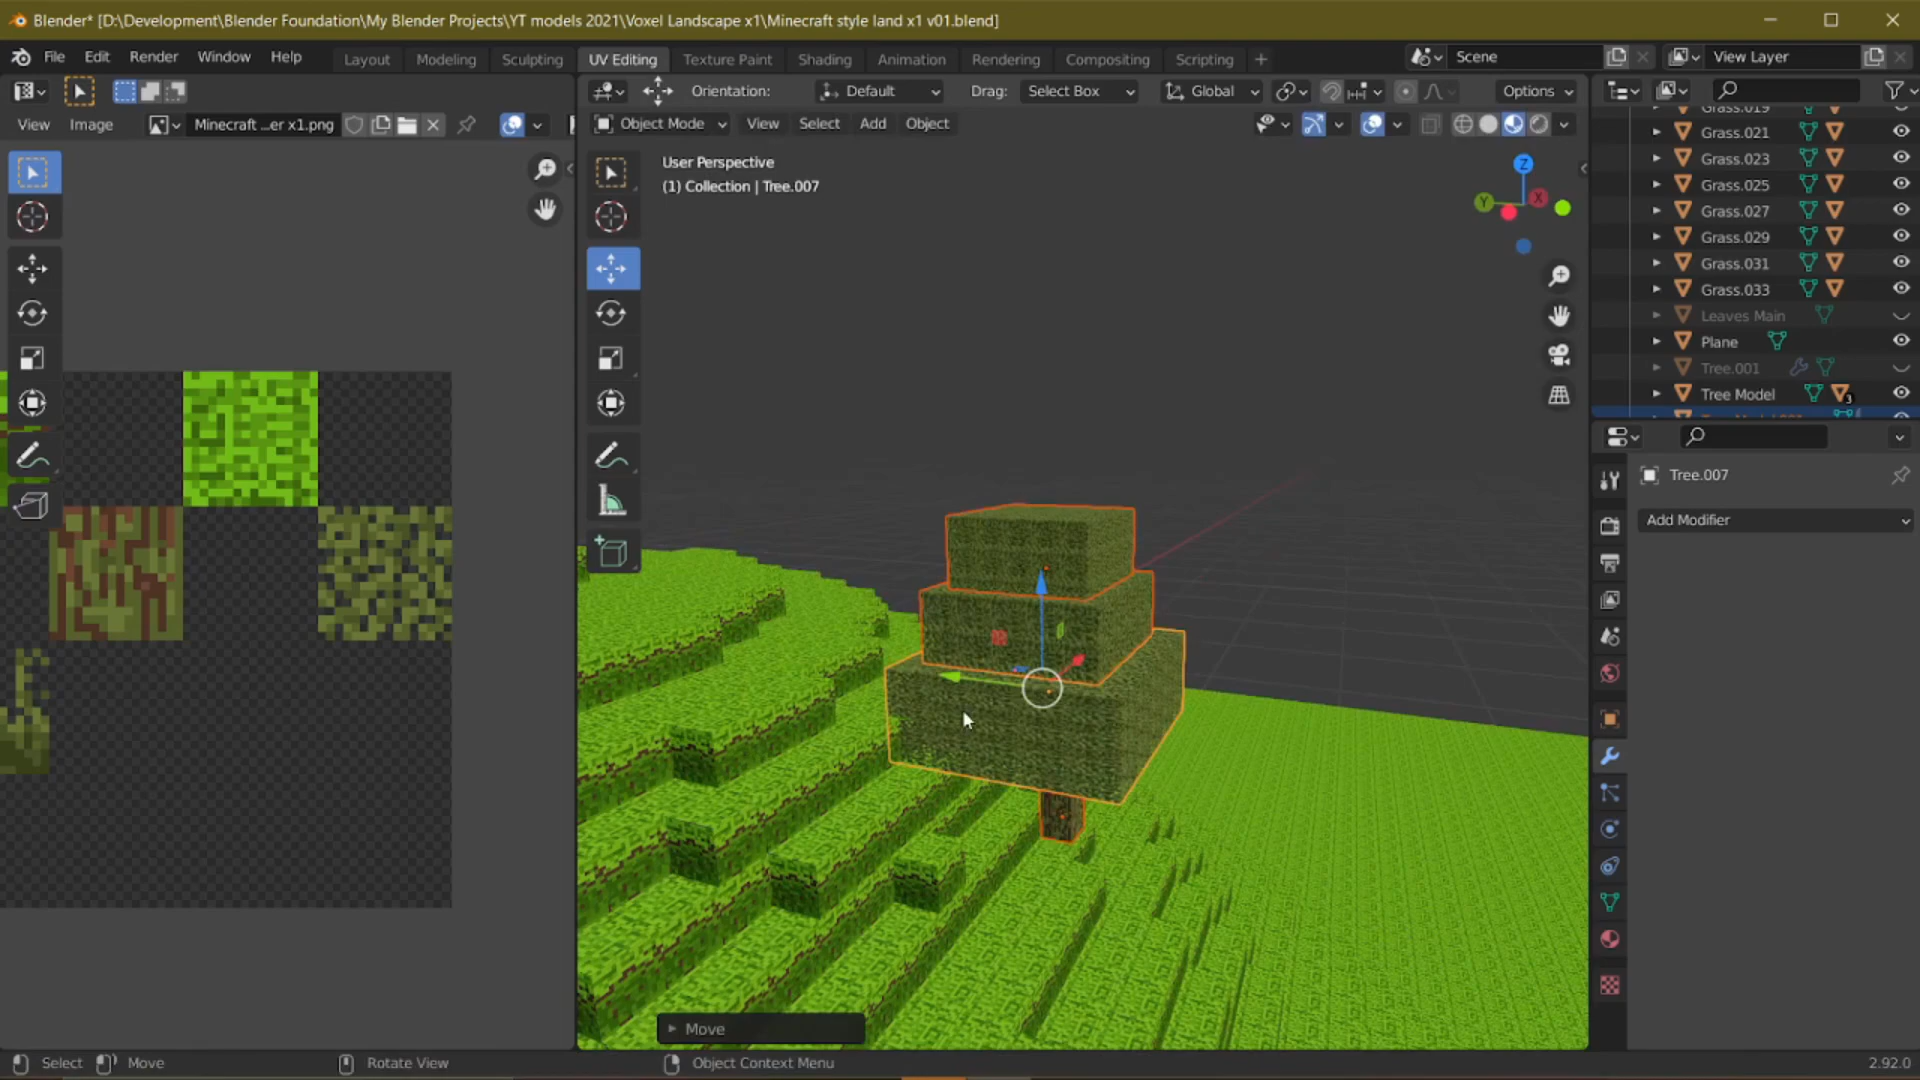 Blender* [D:\Development\Blender Foundation\My Blender Projects\YT models 2021\Voxel Landscape x1\Minecraft style land x1 v01.blend]
File Edit Render Window Help Layout Modeling Sculpting UV Editing Texture Paint Shading Animation Rendering Compositing Scripting + Scene View Layer
Orientation: Default Drag: Select Box Global Options
View Image Minecraft ...er x1.png Object Mode View Select Add Object
User Perspective
(1) Collection | Tree.007
Z
Y
X
Grass.019
Grass.021
Grass.023
Grass.025
Grass.027
Grass.029
Grass.031
Grass.033
Leaves Main
Plane
Tree.001
Tree Model
3
Tree.007
Add Modifier
Move
Select Move Rotate View Object Context Menu 2.92.0